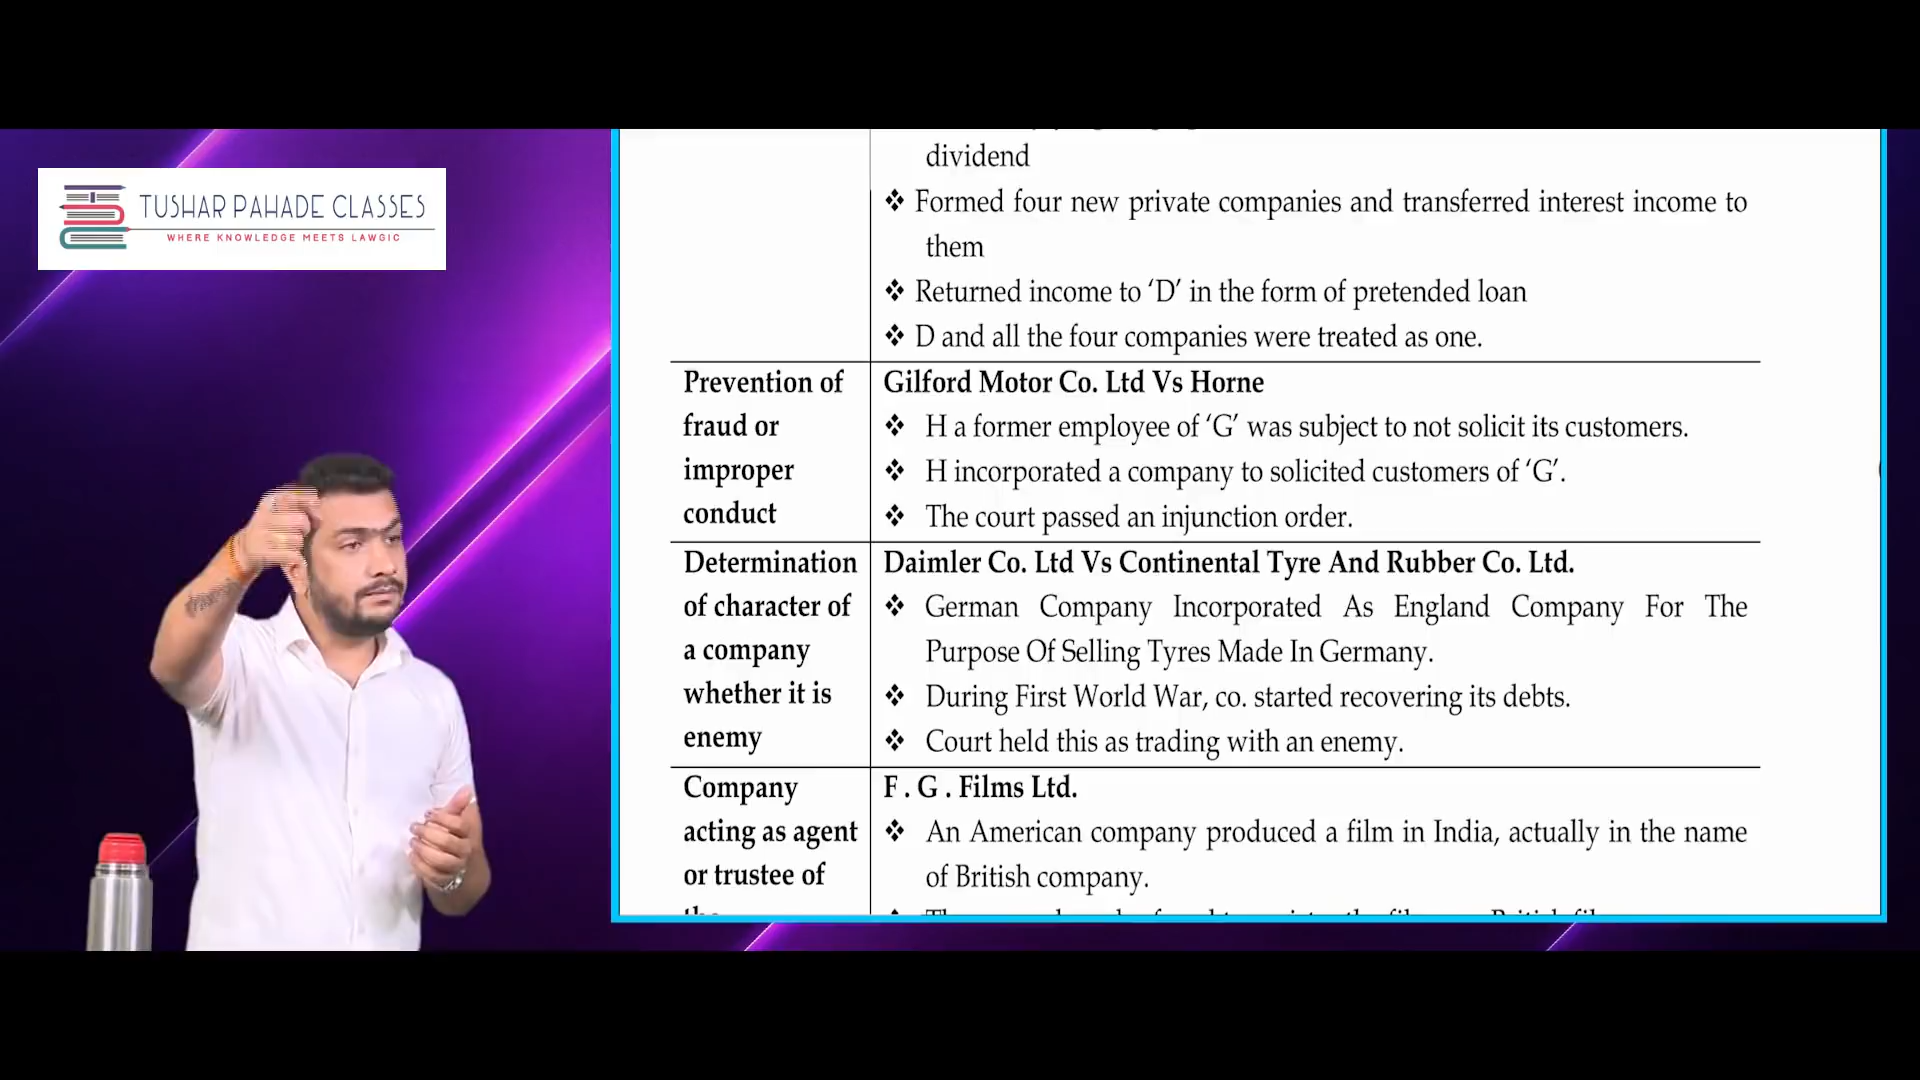 TUSHAR PAHADE CLASSES
WHERE KNOWLEDGE MEETS LAWGIC
dividend
❖ Formed four new private companies and transferred interest income to
them
❖ Returned income to ‘D’ in the form of pretended loan
❖ D and all the four companies were treated as one.
Prevention of
fraud or
improper
conduct
Gilford Motor Co. Ltd Vs Horne
❖ H a former employee of ‘G’ was subject to not solicit its customers.
❖ H incorporated a company to solicited customers of ‘G’.
❖ The court passed an injunction order.
Determination
of character of
a company
whether it is
enemy
Daimler Co. Ltd Vs Continental Tyre And Rubber Co. Ltd.
❖ German Company Incorporated As England Company For The
Purpose Of Selling Tyres Made In Germany.
❖ During First World War, co. started recovering its debts.
❖ Court held this as trading with an enemy.
Company
acting as agent
or trustee of
F . G . Films Ltd.
❖ An American company produced a film in India, actually in the name
of British company.